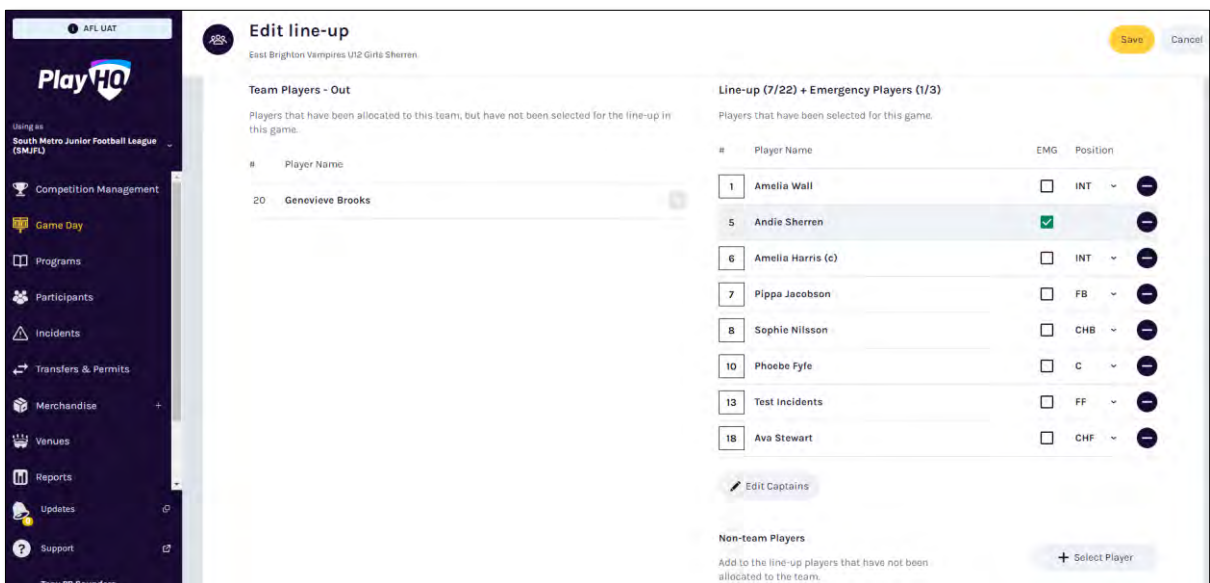 AFL UAT
PlayHQ
Using as
South Metro Junior Football League
(SMJFL)
Competition Management
Game Day
Programs
Participants
Incidents
Transfers & Permits
Merchandise +
Venues
Reports
Updates
Support
Edit line-up
East Brighton Vampires U12 Girls Sherren
Save
Cancel
Team Players - Out
Players that have been allocated to this team, but have not been selected for the line-up in
this game.
# Player Name
20 Genevieve Brooks
Line-up (7/22) + Emergency Players (1/3)
Players that have been selected for this game.
# Player Name EMG Position
1 Amelia Wall INT
5 Andie Sherren
6 Amelia Harris (c) INT
7 Pippa Jacobson FB
8 Sophie Nilsson CHB
10 Phoebe Fyfe C
13 Test Incidents FF
18 Ava Stewart CHF
Edit Captains
Non-team Players
Add to the line-up players that have not been
allocated to the team.
+ Select Player